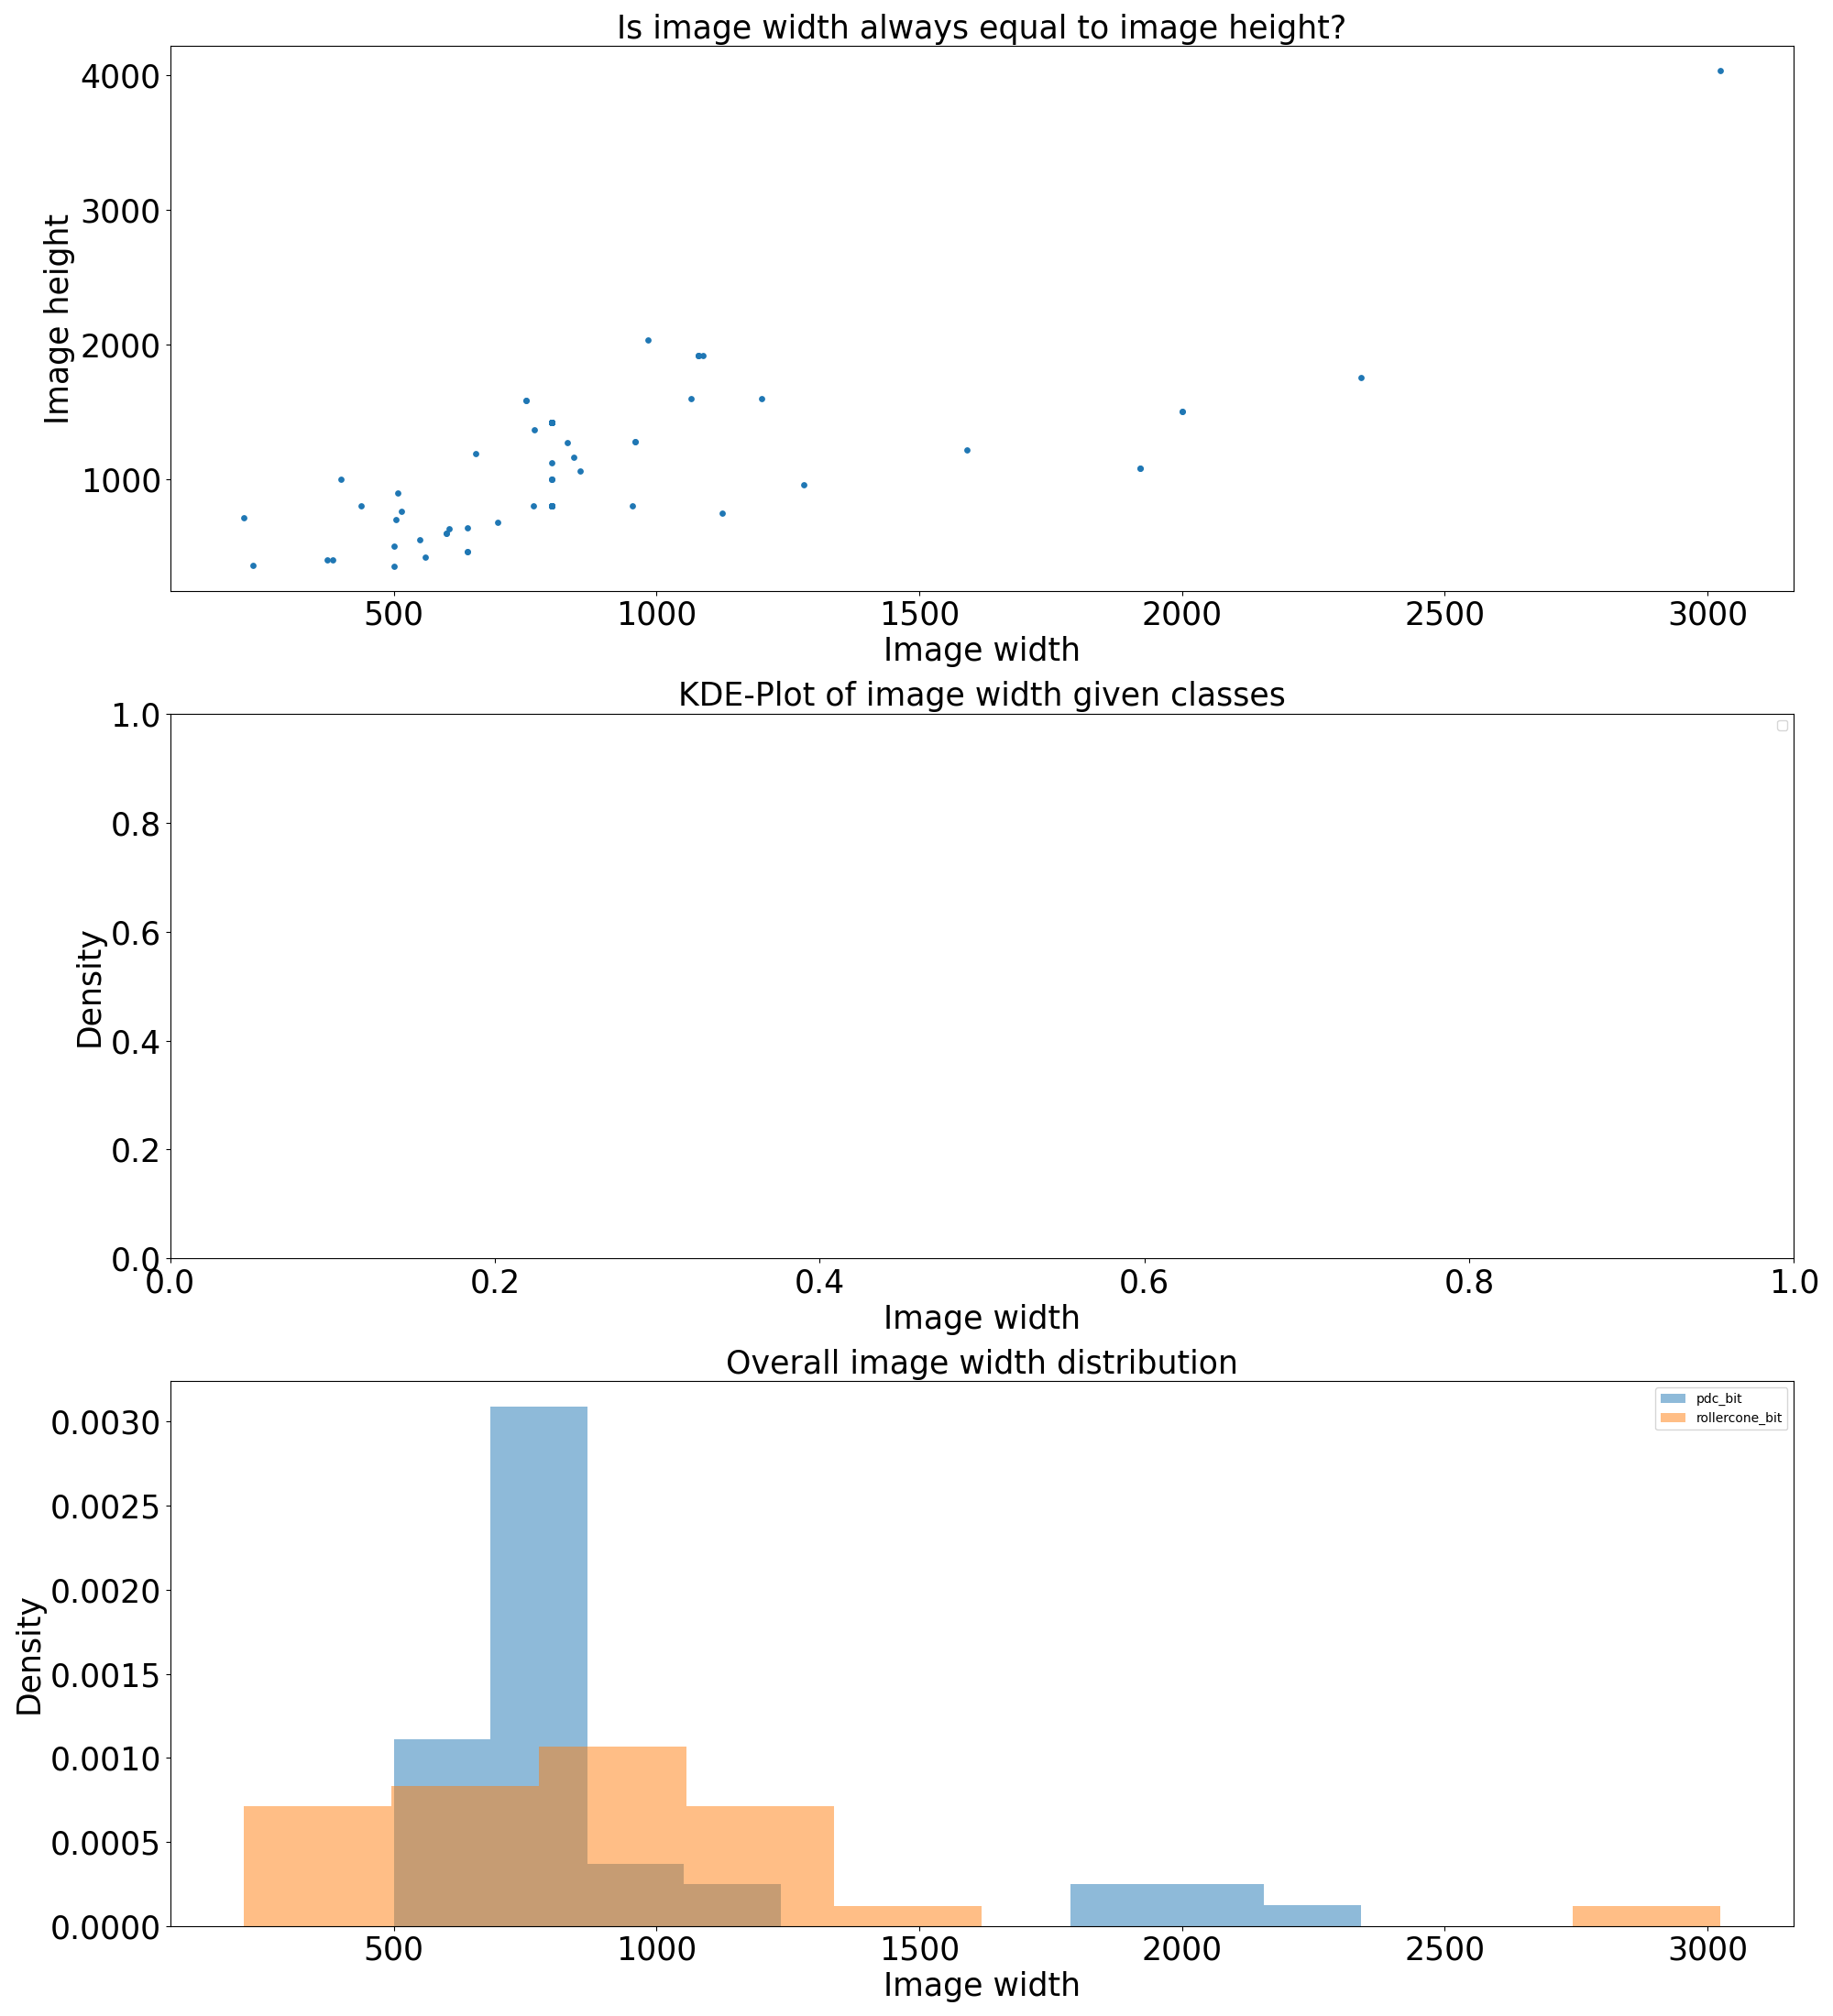 Is image width always equal to image height?
4000
3000
2000
1000
Image height
500 1000 1500 2000 2500 3000
Image width
KDE-Plot of image width given classes
1.0
0.8
0.6
0.4
0.2
0.0
Density
0.0 0.2 0.4 0.6 0.8 1.0
Image width
Overall image width distribution
pdc_bit
rollercone_bit
0.0030
0.0025
0.0020
0.0015
0.0010
0.0005
0.0000
Density
500 1000 1500 2000 2500 3000
Image width